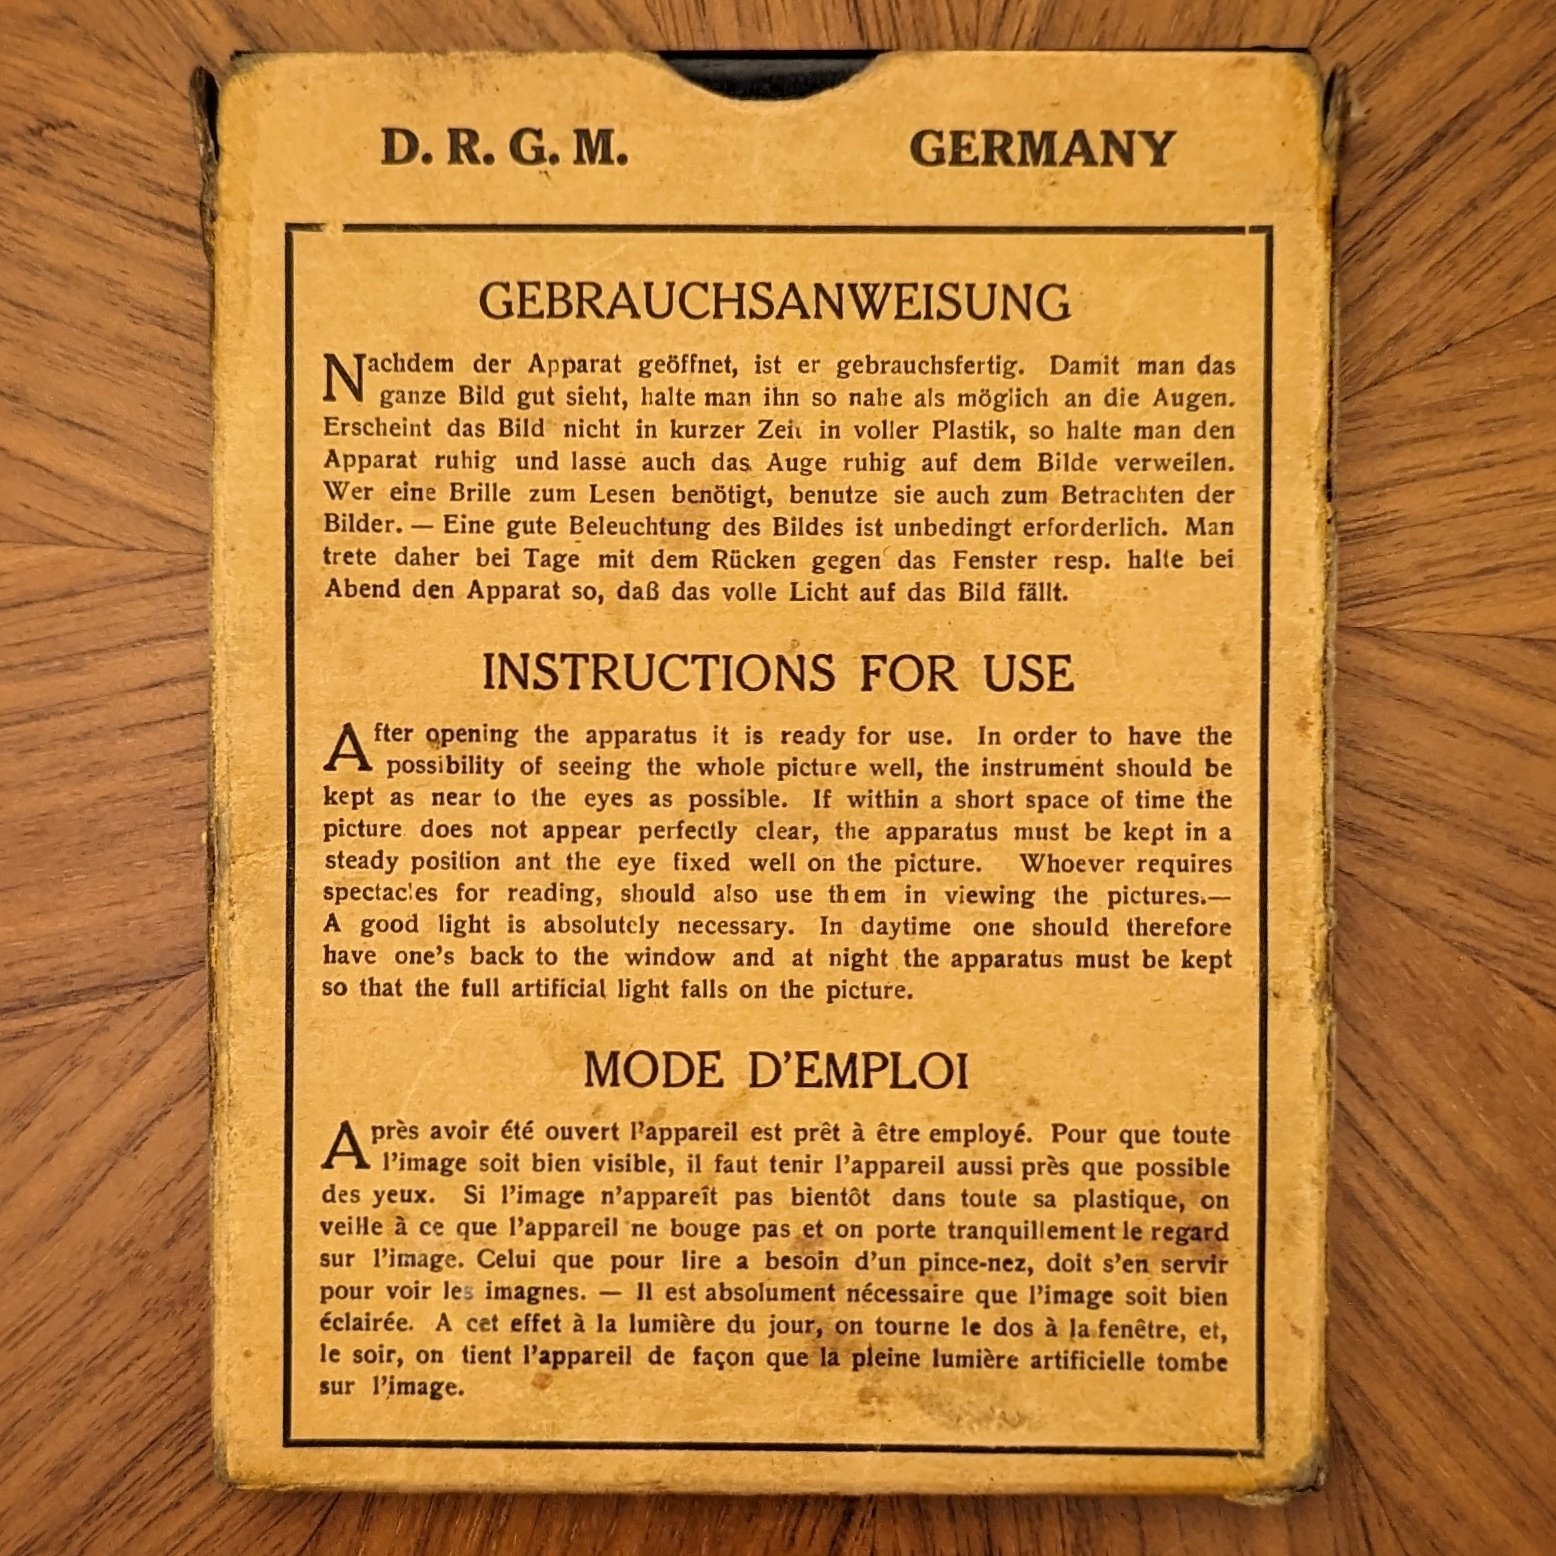 D. R. G. M. GERMANY
GEBRAUCHSANWEISUNG
Nachdem der Apparat geöffnet, ist er gebrauchsfertig. Damit man das
ganze Bild gut sieht, halte man ihn so nahe als möglich an die Augen.
Erscheint das Bild nicht in kurzer Zeit in voller Plastik, so halte man den
Apparat ruhig und lasse auch das Auge ruhig auf dem Bilde verweilen.
Wer eine Brille zum Lesen benötigt, benutze sie auch zum Betrachten der
Bilder. — Eine gute Beleuchtung des Bildes ist unbedingt erforderlich. Man
trete daher bei Tage mit dem Rücken gegen das Fenster resp. halte bei
Abend den Apparat so, daß das volle Licht auf das Bild fällt.
INSTRUCTIONS FOR USE
After opening the apparatus it is ready for use. In order to have the
possibility of seeing the whole picture well, the instrument should be
kept as near to the eyes as possible. If within a short space of time the
picture does not appear perfectly clear, the apparatus must be kept in a
steady position ant the eye fixed well on the picture. Whoever requires
spectacles for reading, should also use them in viewing the pictures.—
A good light is absolutely necessary. In daytime one should therefore
have one's back to the window and at night the apparatus must be kept
so that the full artificial light falls on the picture.
MODE D'EMPLOI
Après avoir été ouvert l'appareil est prêt à être employé. Pour que toute
l'image soit bien visible, il faut tenir l'appareil aussi près que possible
des yeux. Si l'image n'appareît pas bientôt dans toute sa plastique, on
veille à ce que l'appareil ne bouge pas et on porte tranquillement le regard
sur l'image. Celui que pour lire a besoin d'un pince-nez, doit s'en servir
pour voir les imagnes. — Il est absolument nécessaire que l'image soit bien
éclairée. A cet effet à la lumière du jour, on tourne le dos à la fenêtre, et,
le soir, on tient l'appareil de façon que la pleine lumière artificielle tombe
sur l'image.